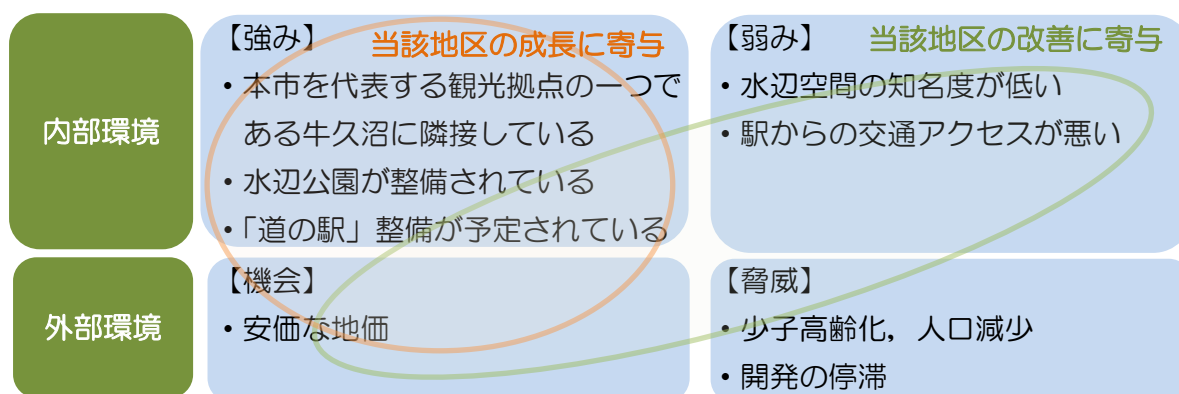 内部環境
【強み】
当該地区の成長に寄与
・本市を代表する観光拠点の一つで
ある牛久沼に隣接している
・水辺公園が整備されている
・「道の駅」整備が予定されている
【弱み】
当該地区の改善に寄与
・水辺空間の知名度が低い
・駅からの交通アクセスが悪い
外部環境
【機会】
・安価な地価
【脅威】
・少子高齢化，人口減少
・開発の停滞